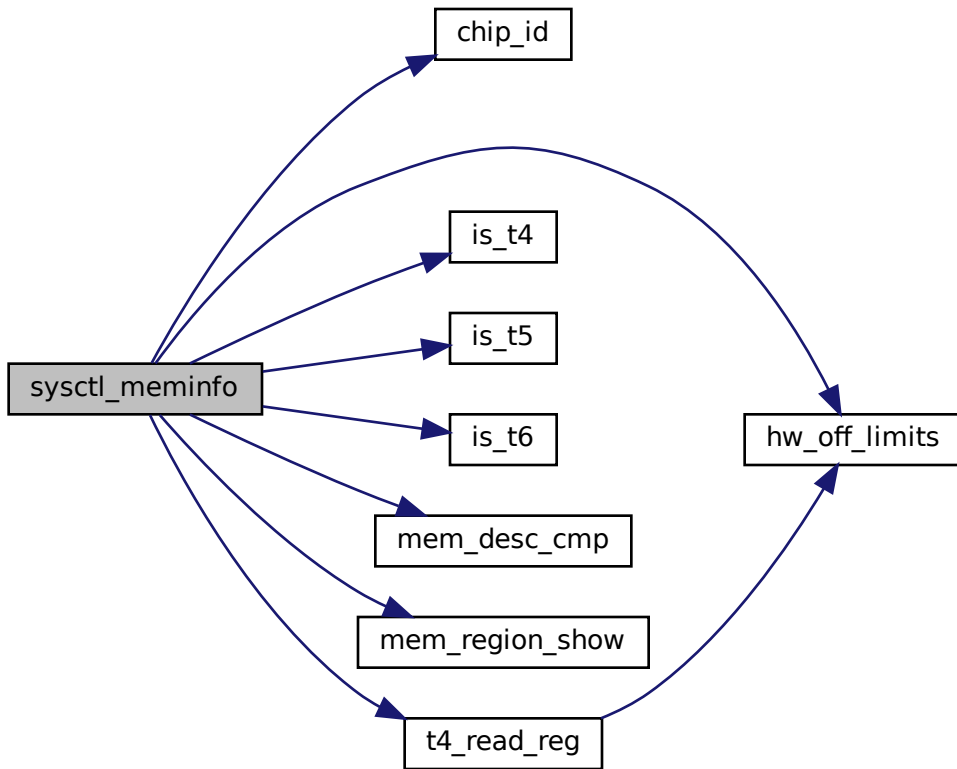 chip_id
is_t4
is_t5
sysctl_meminfo
is_t6
hw_off_limits
mem_desc_cmp
mem_region_show
t4_read_reg